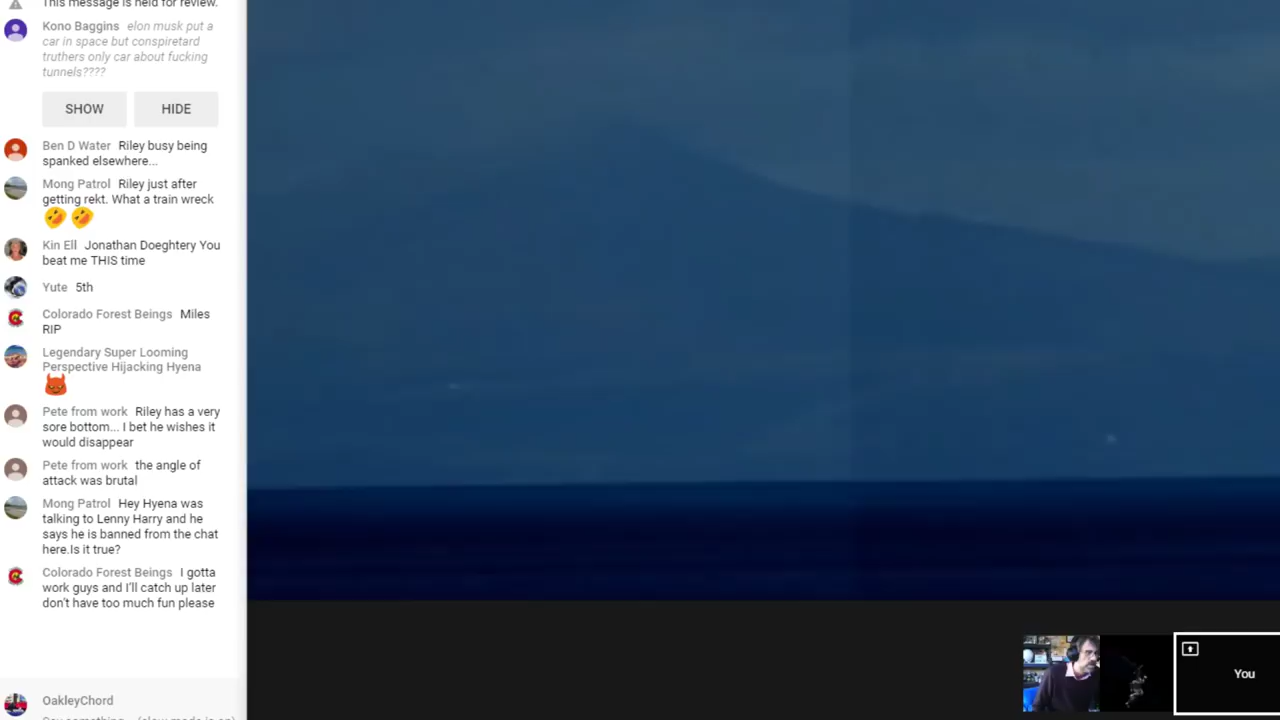 This message is held for review.
Kono Baggins elon musk put a
car in space but conspiretard
truthers only car about fucking
tunnels????
SHOW HIDE
Ben D Water Riley busy being
spanked elsewhere...
Mong Patrol Riley just after
getting rekt. What a train wreck
Kin Ell Jonathan Doeghtery You
beat me THIS time
Yute 5th
Colorado Forest Beings Miles
RIP
Legendary Super Looming
Perspective Hijacking Hyena
Pete from work Riley has a very
sore bottom... I bet he wishes it
would disappear
Pete from work the angle of
attack was brutal
Mong Patrol Hey Hyena was
talking to Lenny Harry and he
says he is banned from the chat
here.Is it true?
Colorado Forest Beings I gotta
work guys and I'll catch up later
don't have too much fun please
You
OakleyChord
Say something... (slow mode is on)